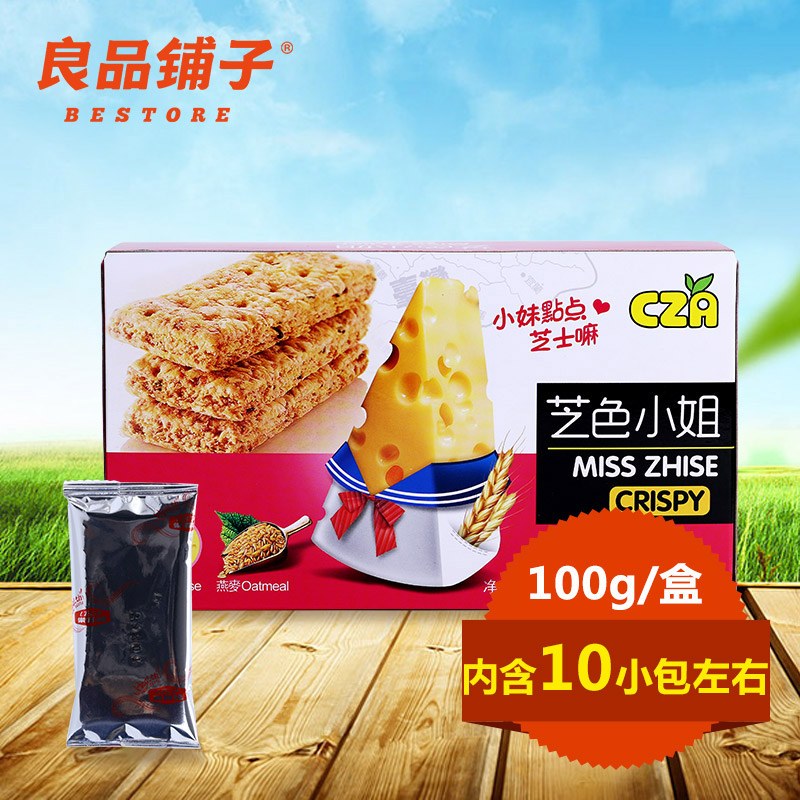 良品铺子®
BESTORE
小妹點点
芝士嘛
CZA
芝色小姐
MISS ZHISE
CRISPY
燕麥Oatmeal
净
100g/盒
内含10小包左右